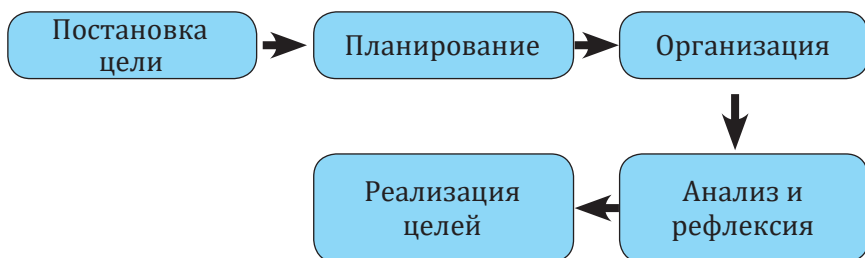 Постановка
цели
Планирование
Организация
Анализ и
рефлексия
Реализация
целей